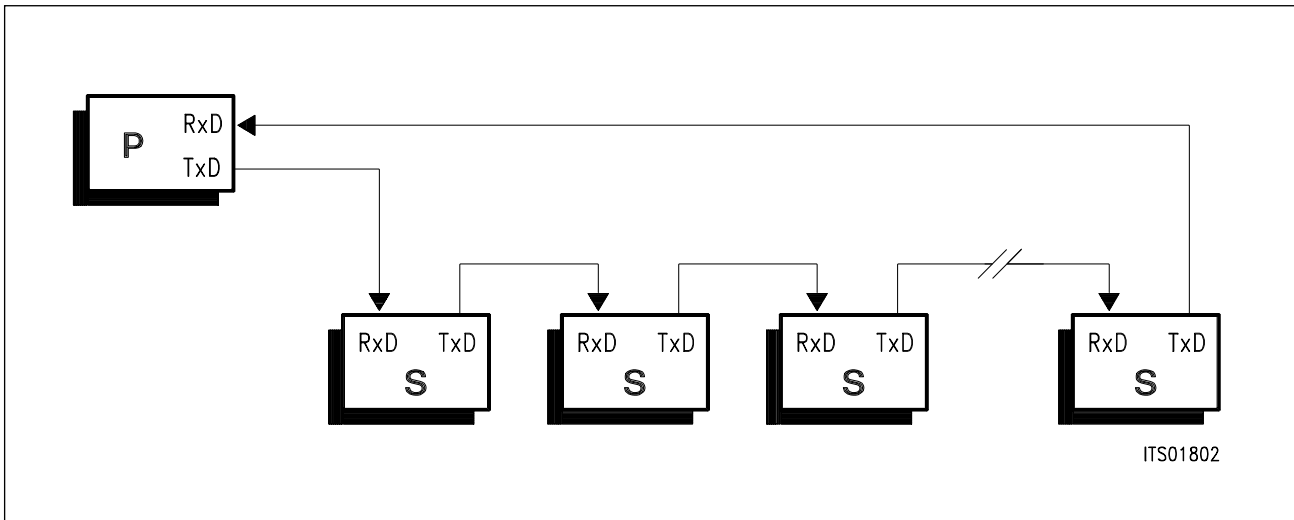 RxD
P
TxD
RxD TxD
S
RxD TxD
S
RxD TxD
S
RxD TxD
S
ITS01802